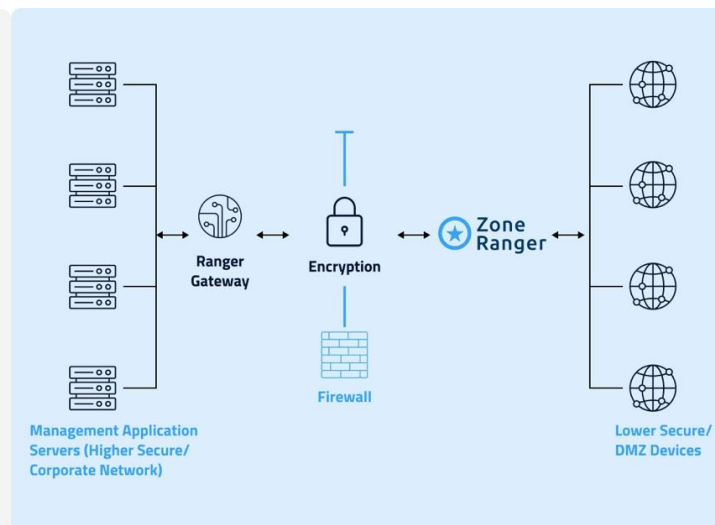 Zone
Ranger
Ranger
Gateway
Encryption
Firewall
Management Application
Servers (Higher Secure/
Corporate Network)
Lower Secure/
DMZ Devices